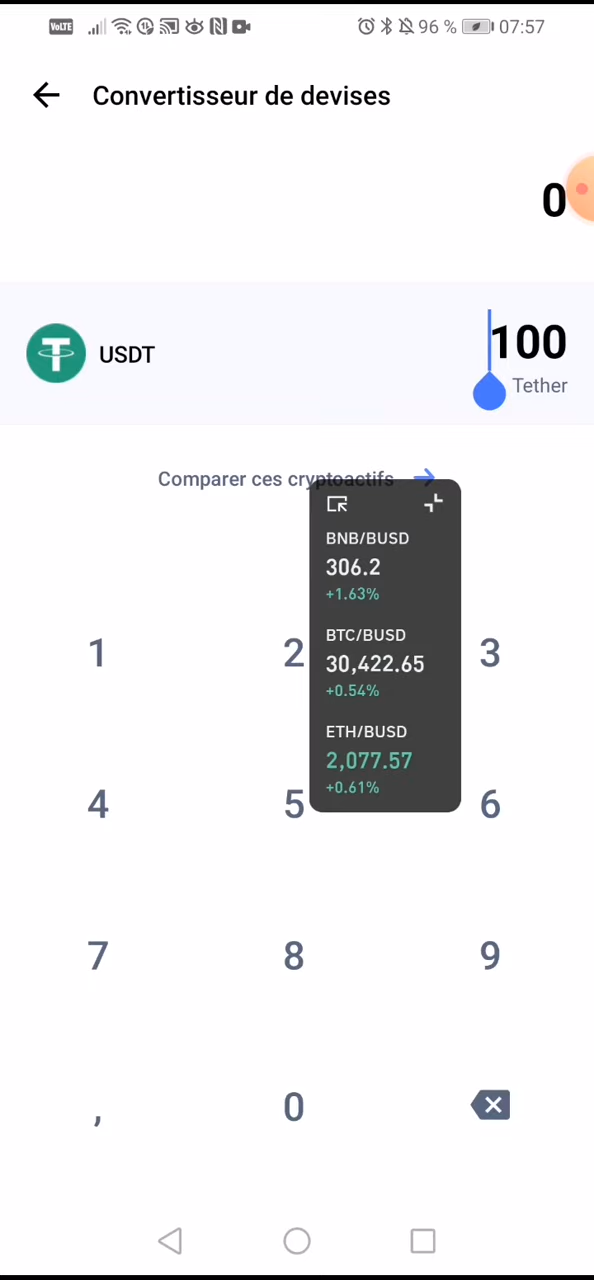 VoLTE 96 % 07:57
Convertisseur de devises
0
USDT
100
Tether
Comparer ces cryptoactifs
BNB/BUSD
306.2
+1.63%
BTC/BUSD
30,422.65
+0.54%
ETH/BUSD
2,077.57
+0.61%
1 2 3
4 5 6
7 8 9
, 0